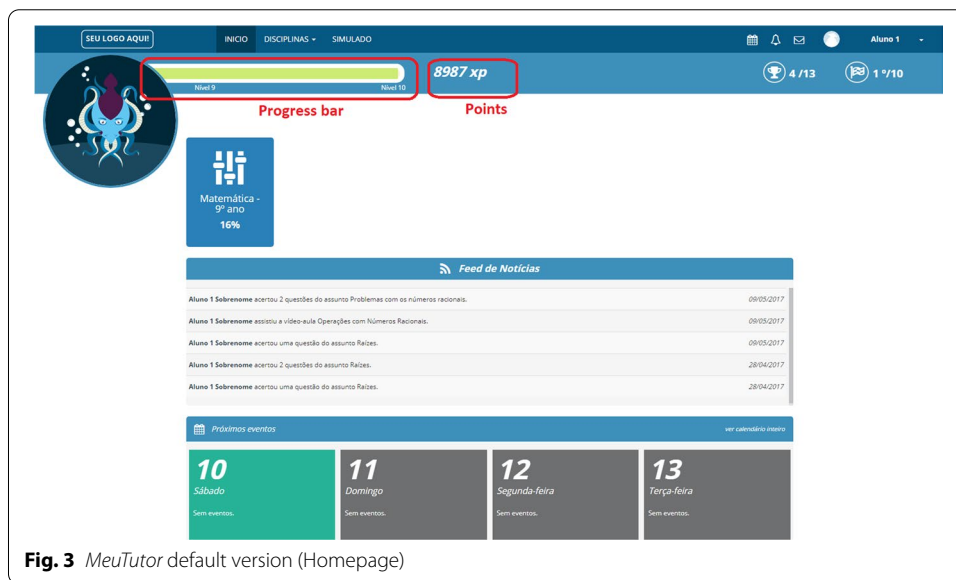 SEU LOGO AQUI! INICIO DISCIPLINAS SIMULADO Aluno 1
8987 xp 4 /13 1 º/10
Nível 9 Nível 10
Progress bar Points
Matemática -
9º ano
16%
Feed de Notícias
Aluno 1 Sobrenome acertou 2 questões do assunto Problemas com os números racionais. 09/05/2017
Aluno 1 Sobrenome assistiu a vídeo-aula Operações com Números Racionais. 09/05/2017
Aluno 1 Sobrenome acertou uma questão do assunto Raízes. 09/05/2017
Aluno 1 Sobrenome acertou 2 questões do assunto Raízes. 28/04/2017
Aluno 1 Sobrenome acertou uma questão do assunto Raízes. 28/04/2017
Próximos eventos ver calendário inteiro
10 11 12 13
Sábado Domingo Segunda-feira Terça-feira
Sem eventos. Sem eventos. Sem eventos. Sem eventos.
Fig. 3 MeuTutor default version (Homepage)